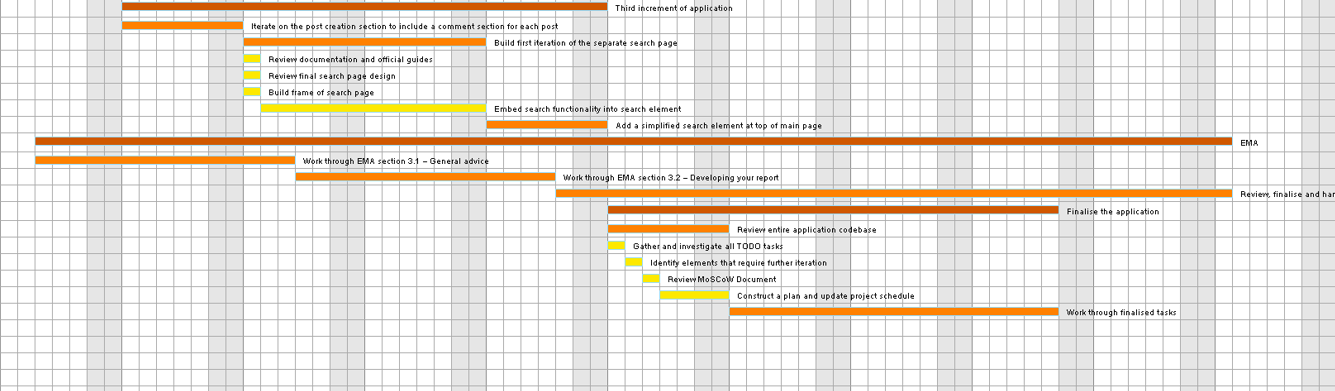 Third increment of application
Iterate on the post creation section to include a comment section for each post
Build first iteration of the separate search page
Review documentation and official guides
Review final search page design
Build frame of search page
Embed search functionality into search element
Add a simplified search element at top of main page
EMA
Work through EMA section 3.1 – General advice
Work through EMA section 3.2 – Developing your report
Review, finalise and
Finalise the application
Review entire application codebase
Gather and investigate all TODO tasks
Identify elements that require further iteration
Review MoSCoW Document
Construct a plan and update project schedule
Work through finalised tasks